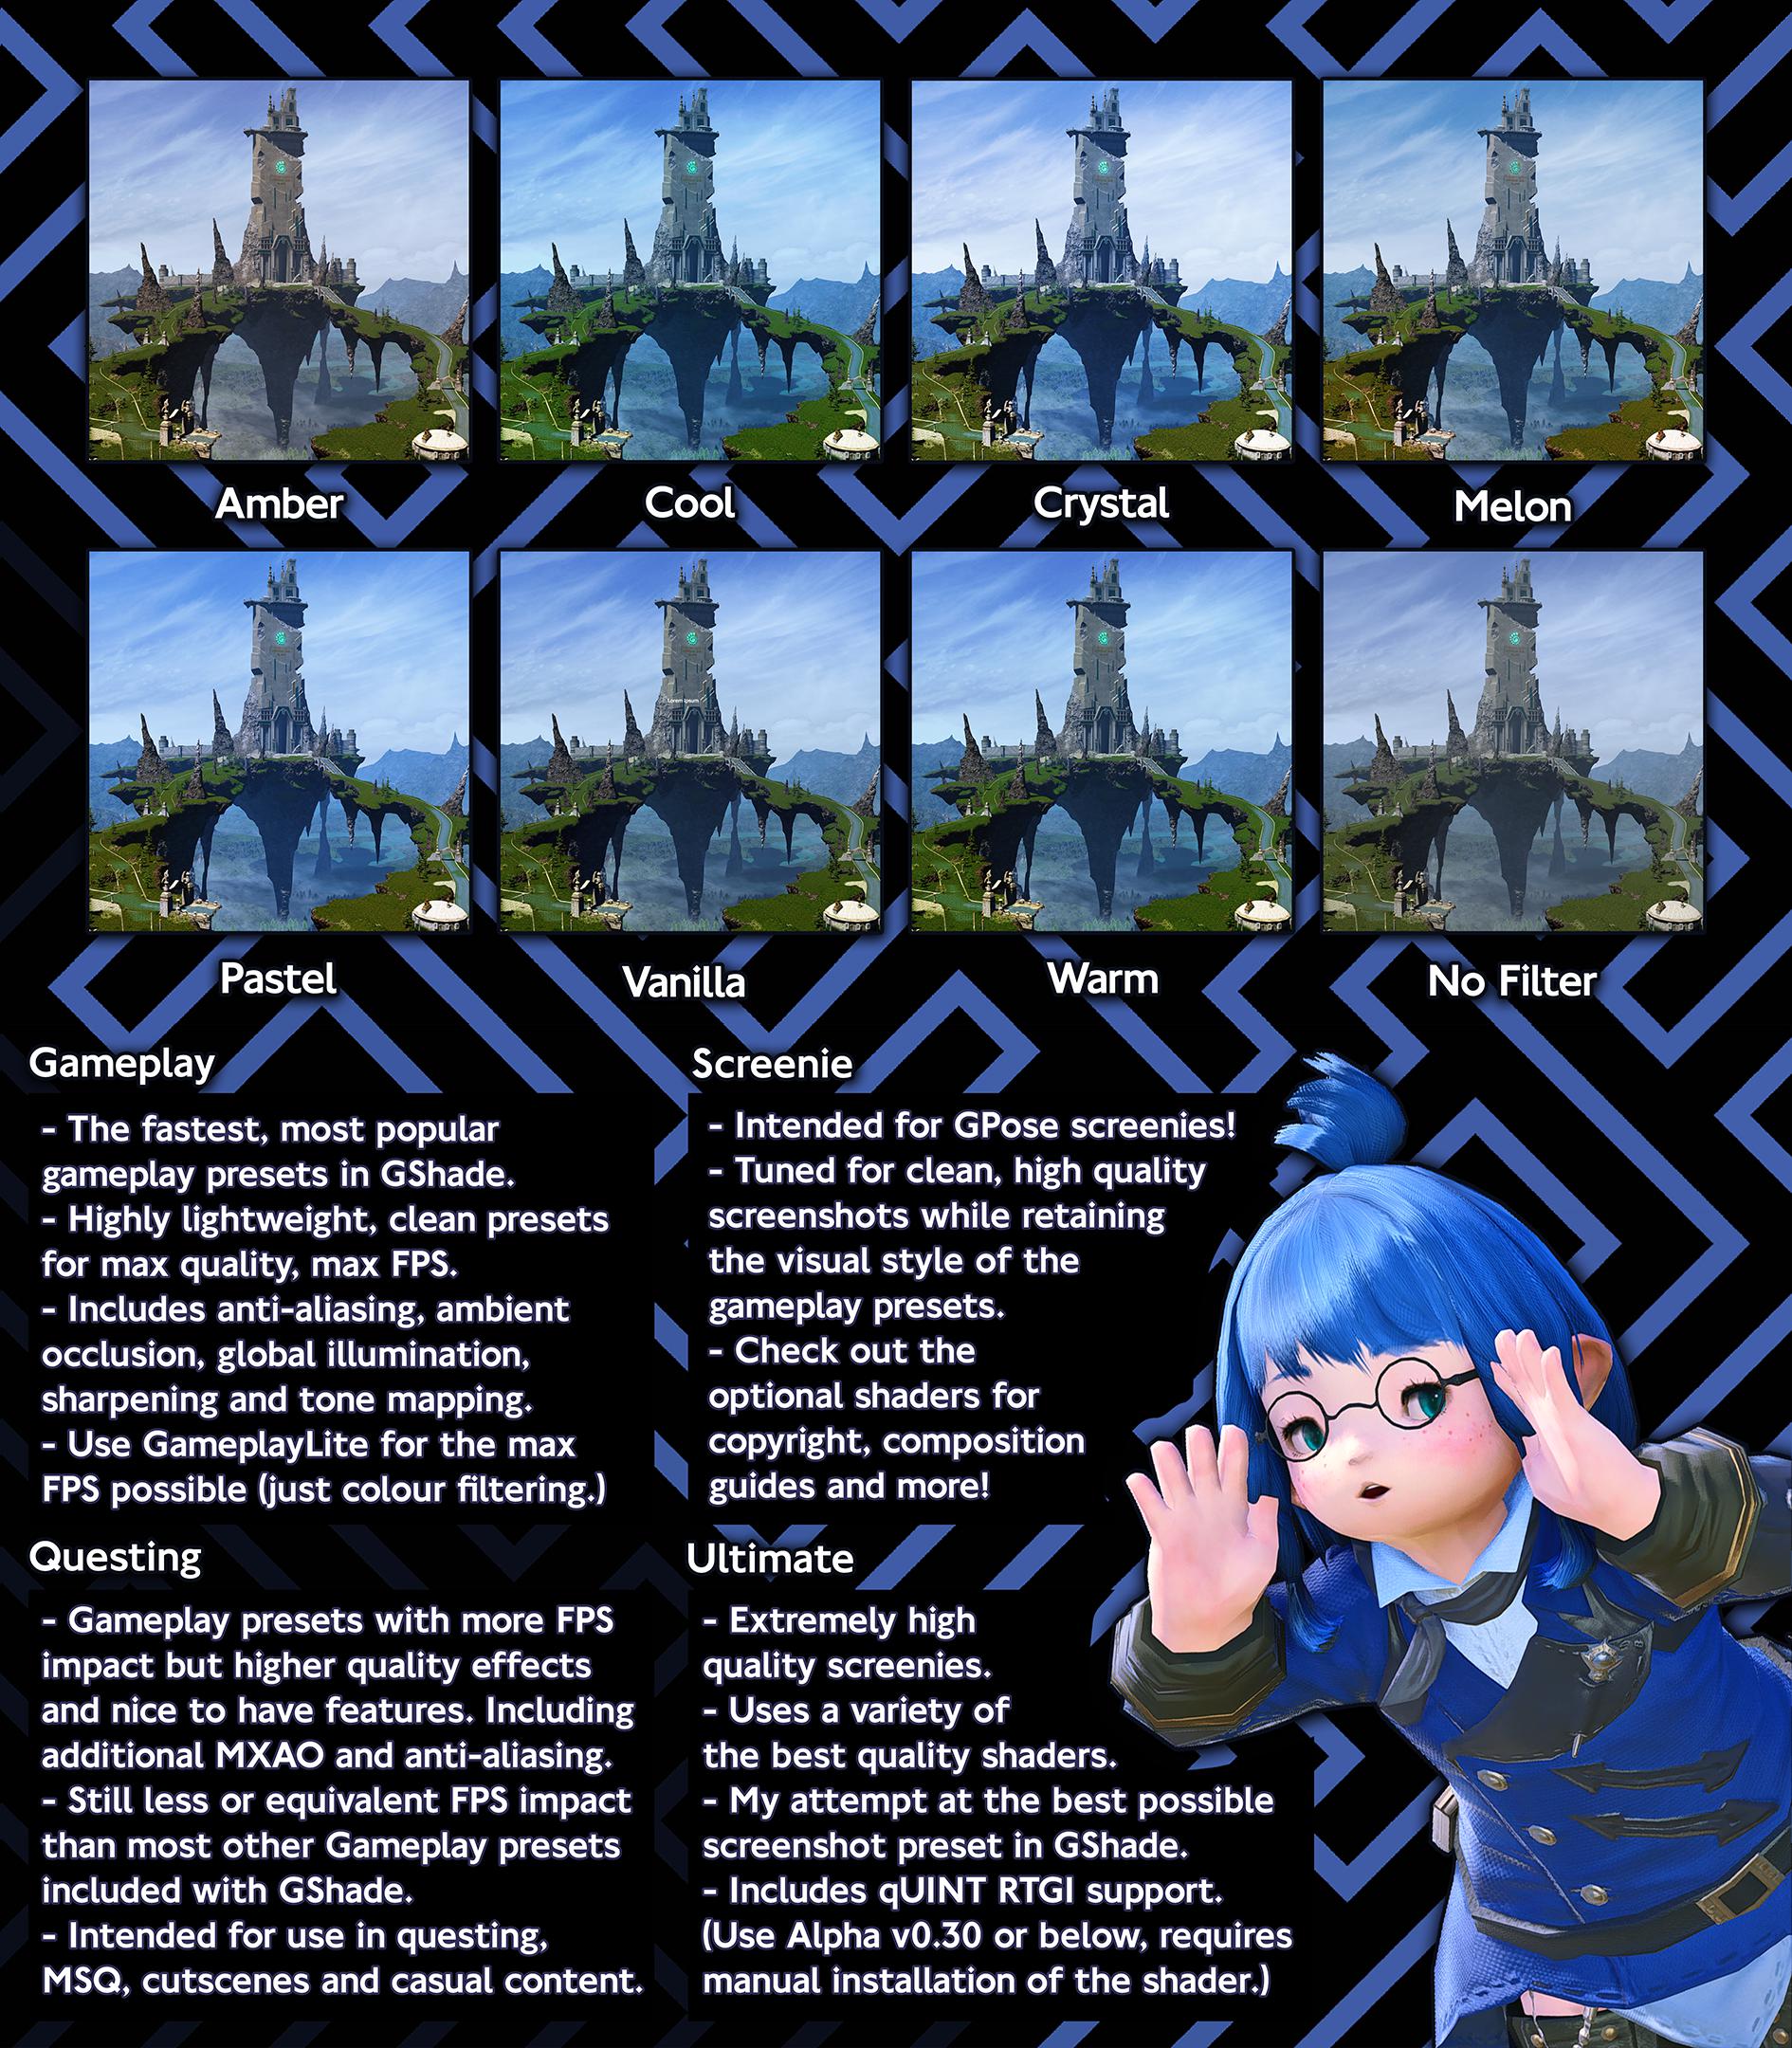 Amber
Cool
Crystal
Melon
Lorem ipsum
Pastel
Vanilla
Warm
No Filter
Gameplay
- The fastest, most popular
gameplay presets in GShade.
- Highly lightweight, clean presets
for max quality, max FPS.
- Includes anti-aliasing, ambient
occlusion, global illumination,
sharpening and tone mapping.
- Use GameplayLite for the max
FPS possible (just colour filtering.)
Screenie
- Intended for GPose screenies!
- Tuned for clean, high quality
screenshots while retaining
the visual style of the
gameplay presets.
- Check out the
optional shaders for
copyright, composition
guides and more!
Questing
- Gameplay presets with more FPS
impact but higher quality effects
and nice to have features. Including
additional MXAO and anti-aliasing.
- Still less or equivalent FPS impact
than most other Gameplay presets
included with GShade.
- Intended for use in questing,
MSQ, cutscenes and casual content.
Ultimate
- Extremely high
quality screenies.
- Uses a variety of
the best quality shaders.
- My attempt at the best possible
screenshot preset in GShade.
- Includes qUINT RTGI support.
(Use Alpha v0.30 or below, requires
manual installation of the shader.)